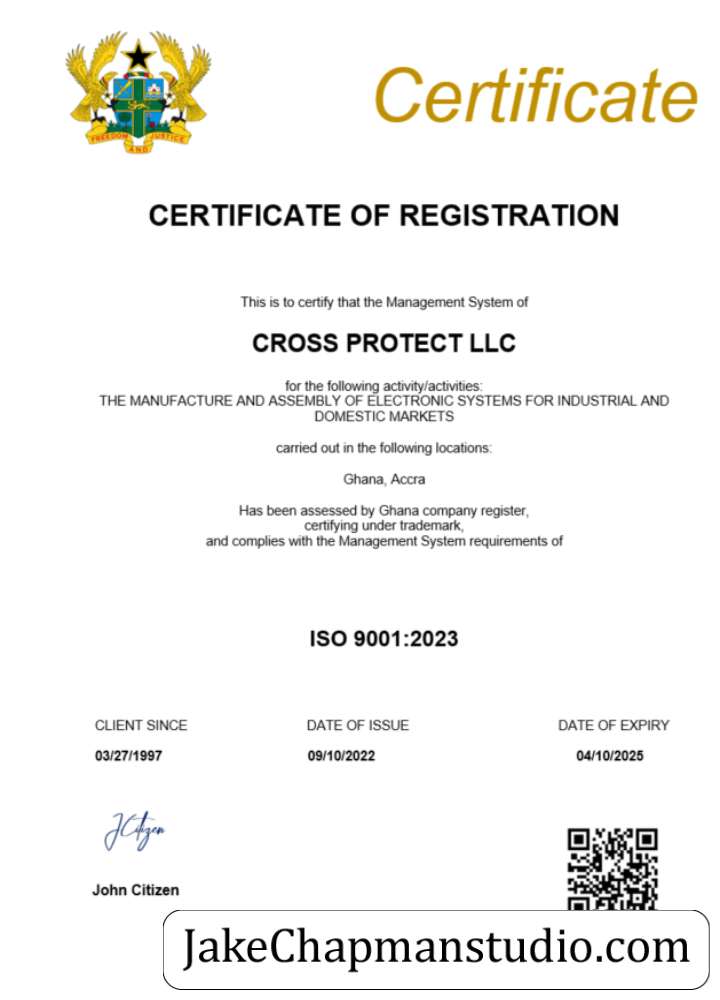 FREEDOM AND JUSTICE
Certificate
CERTIFICATE OF REGISTRATION
This is to certify that the Management System of
CROSS PROTECT LLC
for the following activity/activities:
THE MANUFACTURE AND ASSEMBLY OF ELECTRONIC SYSTEMS FOR INDUSTRIAL AND
DOMESTIC MARKETS
carried out in the following locations:
Ghana, Accra
Has been assessed by Ghana company register,
certifying under trademark,
and complies with the Management System requirements of
ISO 9001:2023
CLIENT SINCE DATE OF ISSUE DATE OF EXPIRY
03/27/1997 09/10/2022 04/10/2025
JCitizen
John Citizen
JakeChapmanstudio.com